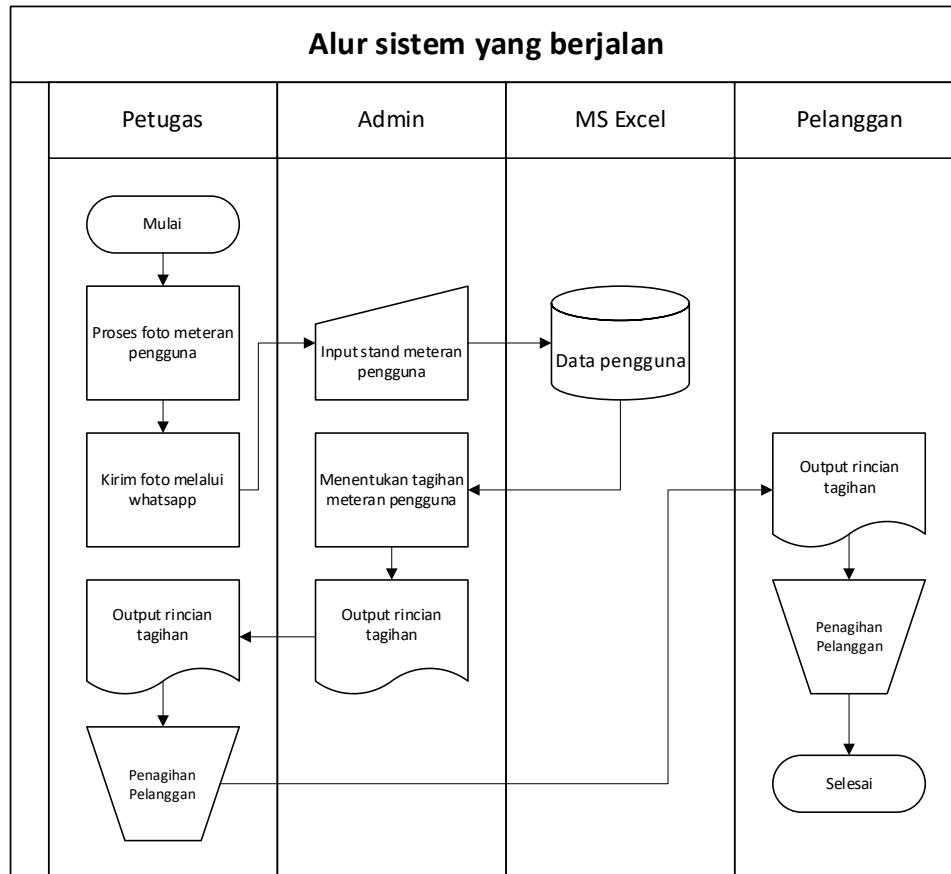 Alur sistem yang berjalan
Petugas
Admin
MS Excel
Pelanggan
Mulai
Proses foto meteran
pengguna
Input stand meteran
pengguna
Data pengguna
Kirim foto melalui
whatsapp
Menentukan tagihan
meteran pengguna
Output rincian
tagihan
Output rincian
tagihan
Output rincian
tagihan
Penagihan
Pelanggan
Penagihan
Pelanggan
Selesai